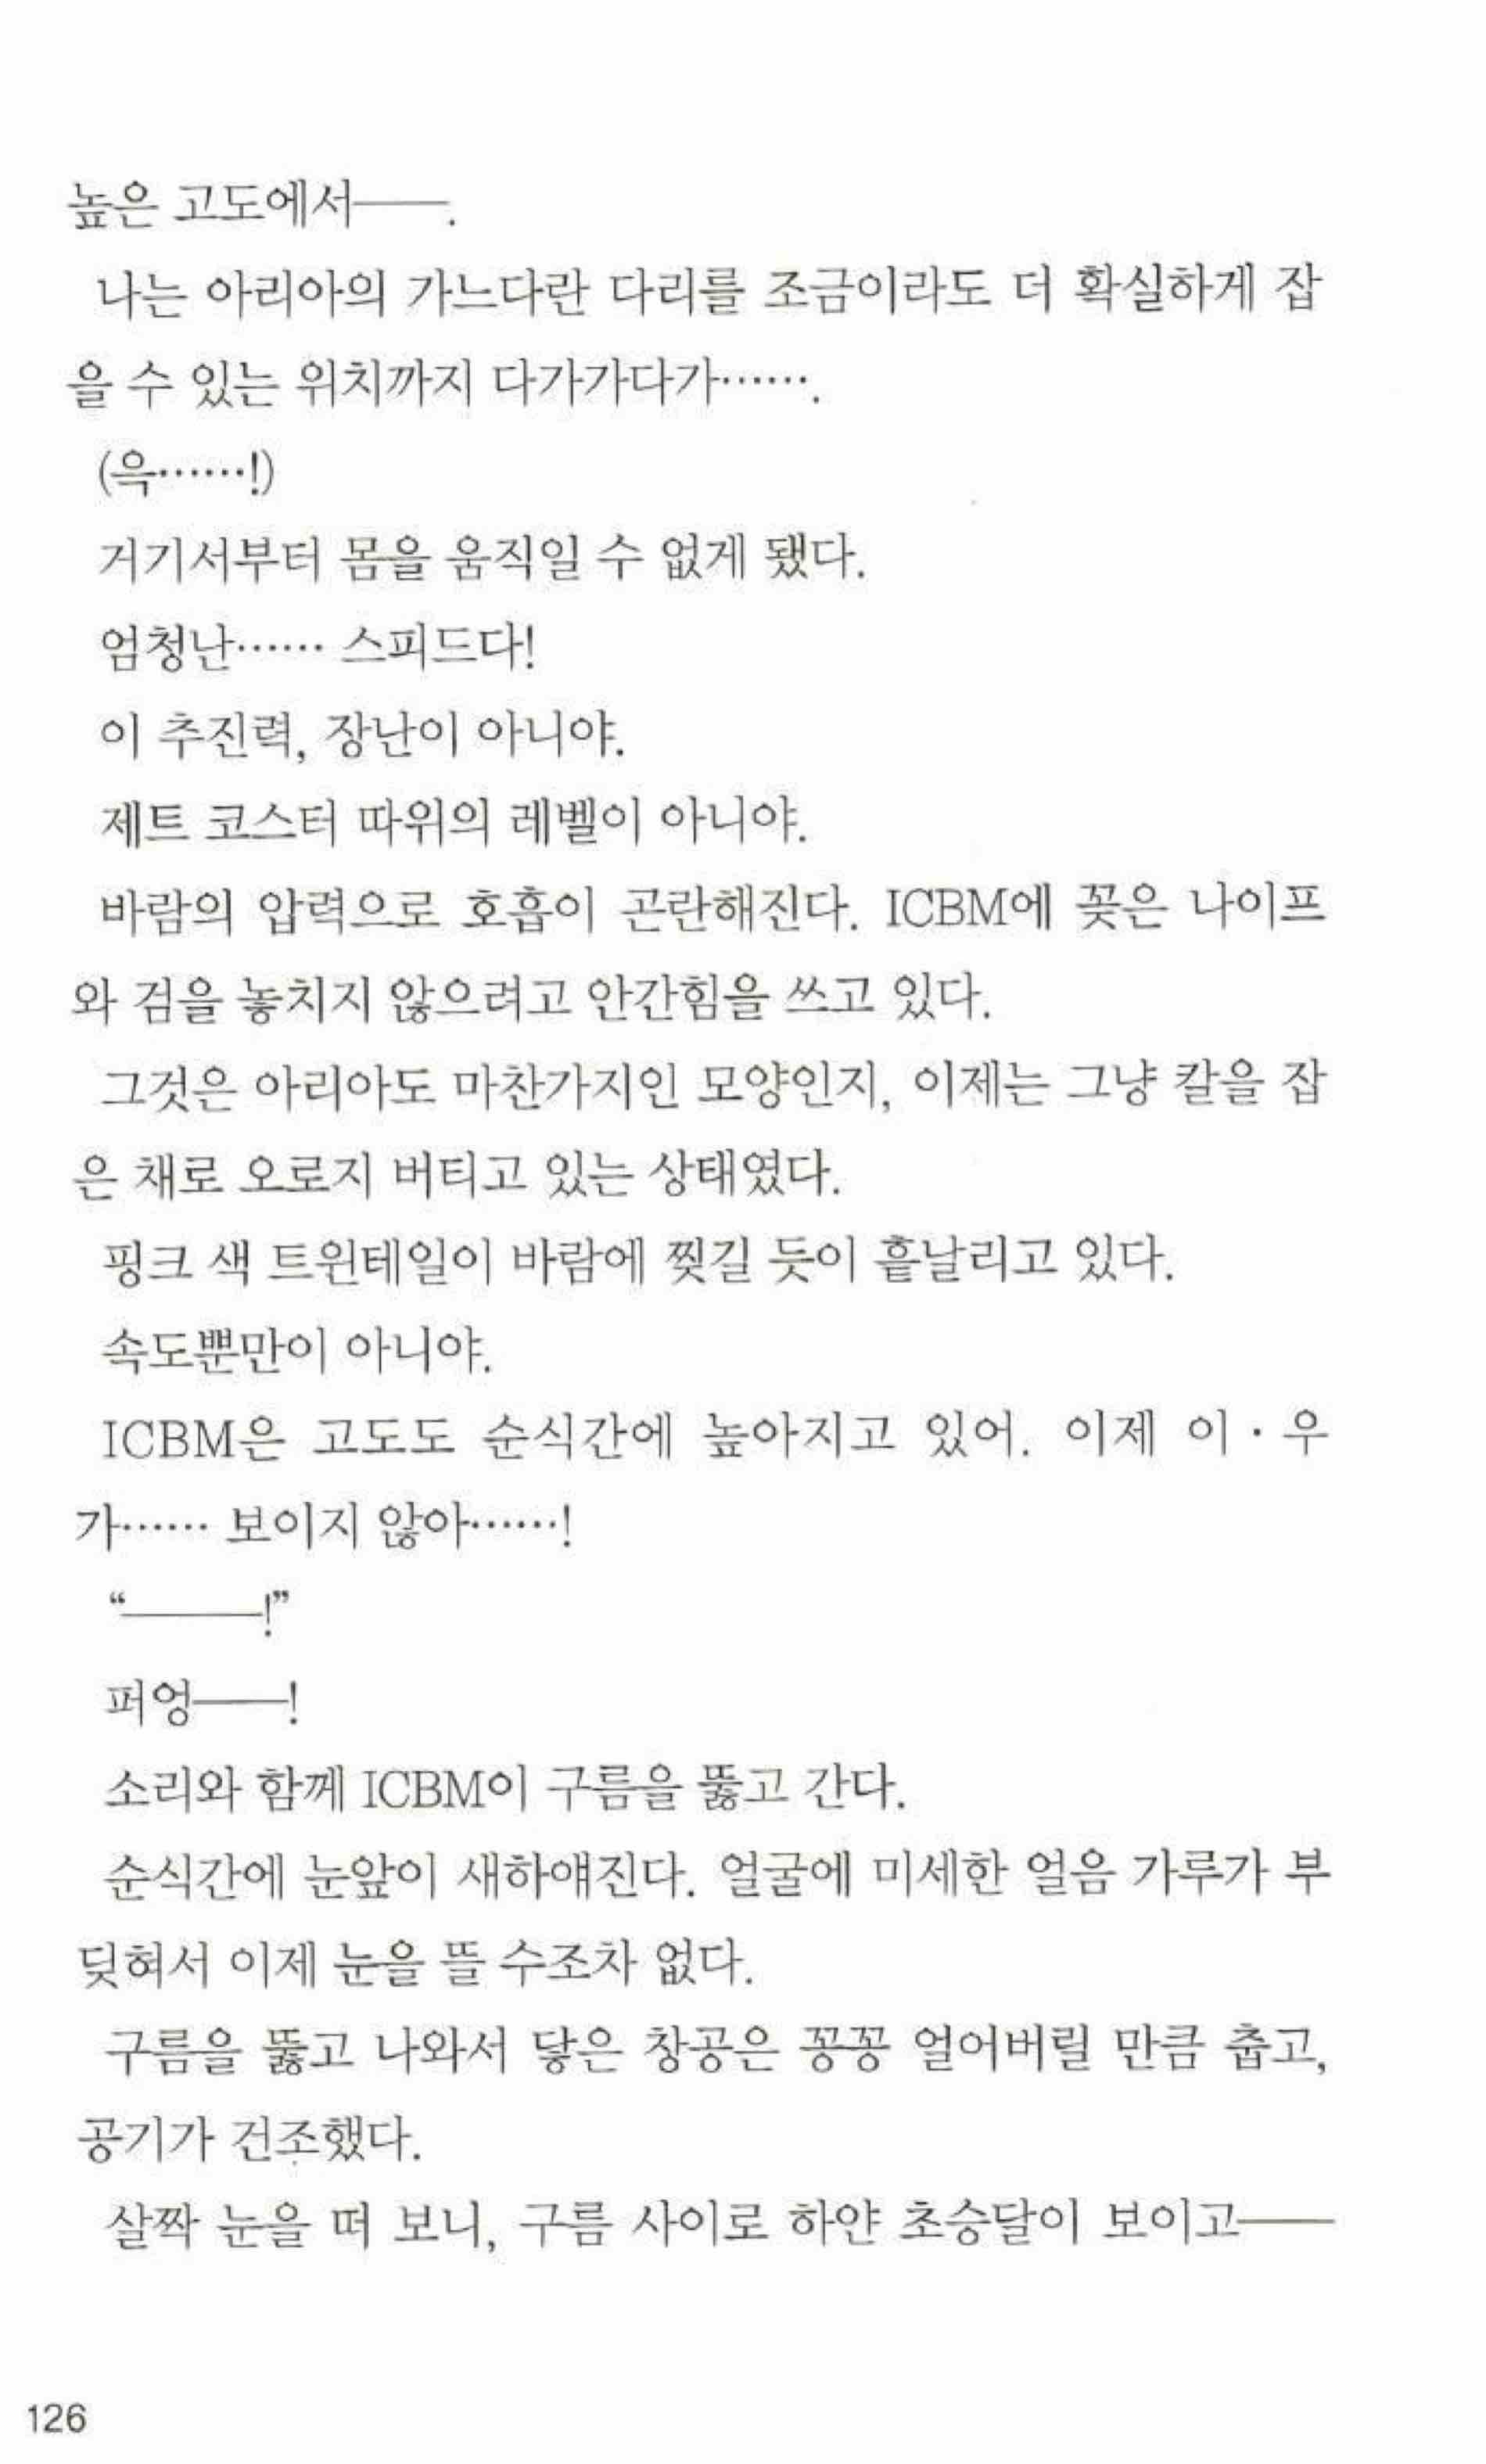 높은 고도에서――.
나는 아리아의 가느다란 다리를 조금이라도 더 확실하게 잡
을 수 있는 위치까지 다가가다가…….
(윽……!)
거기서부터 몸을 움직일 수 없게 됐다.
엄청난…… 스피드다!
이 추진력, 장난이 아니야.
제트 코스터 따위의 레벨이 아니야.
바람의 압력으로 호흡이 곤란해진다. ICBM에 꽂은 나이프
와 검을 놓치지 않으려고 안간힘을 쓰고 있다.
그것은 아리아도 마찬가지인 모양인지, 이제는 그냥 칼을 잡
은 채로 오로지 버티고 있는 상태였다.
핑크 색 트윈테일이 바람에 찢길 듯이 흩날리고 있다.
속도뿐만이 아니야.
ICBM은 고도도 순식간에 높아지고 있어. 이제 이·우
가…… 보이지 않아……!
“―――!”
퍼엉――!
소리와 함께 ICBM이 구름을 뚫고 간다.
순식간에 눈앞이 새하얘진다. 얼굴에 미세한 얼음 가루가 부
딪혀서 이제 눈을 뜰 수조차 없다.
구름을 뚫고 나와서 닿은 창공은 꽁꽁 얼어버릴 만큼 춥고,
공기가 건조했다.
살짝 눈을 떠 보니, 구름 사이로 하얀 초승달이 보이고――
126